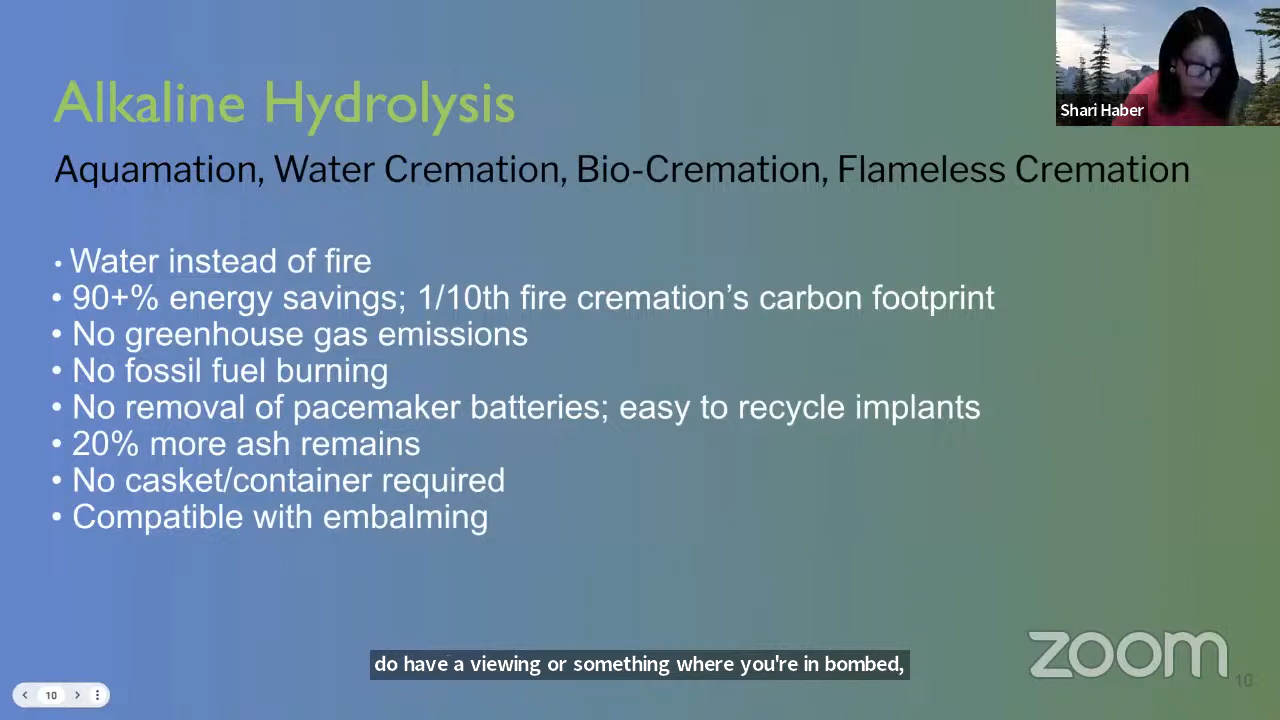 Alkaline Hydrolysis
Shari Haber
Aquamation, Water Cremation, Bio-Cremation, Flameless Cremation
• Water instead of fire
• 90+% energy savings; 1/10th fire cremation’s carbon footprint
• No greenhouse gas emissions
• No fossil fuel burning
• No removal of pacemaker batteries; easy to recycle implants
• 20% more ash remains
• No casket/container required
• Compatible with embalming
do have a viewing or something where you're in bombed,
zoom
10
10